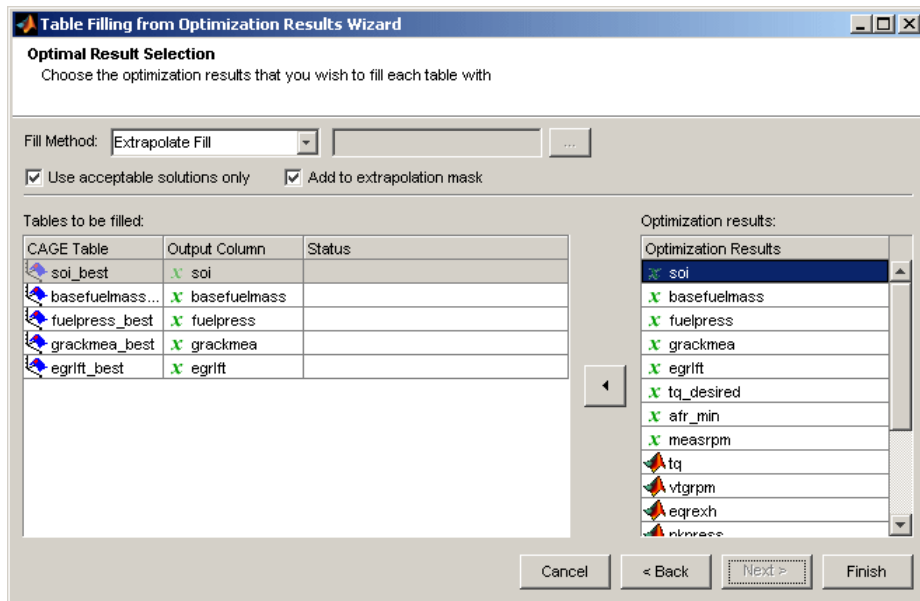 Table Filling from Optimization Results Wizard
Optimal Result Selection
Choose the optimization results that you wish to fill each table with
Fill Method: Extrapolate Fill ...
Use acceptable solutions only Add to extrapolation mask
Tables to be filled:
CAGE Table Output Column Status
soi_best x soi
basefuelmass... x basefuelmass
fuelpress_best x fuelpress
grackmea_best x grackmea
egrlft_best x egrlft
Optimization results:
Optimization Results
x soi
x basefuelmass
x fuelpress
x grackmea
x egrlft
x tq_desired
x afr_min
x measrpm
tq
vtgrpm
eqrexh
pkpress
Cancel < Back Next > Finish